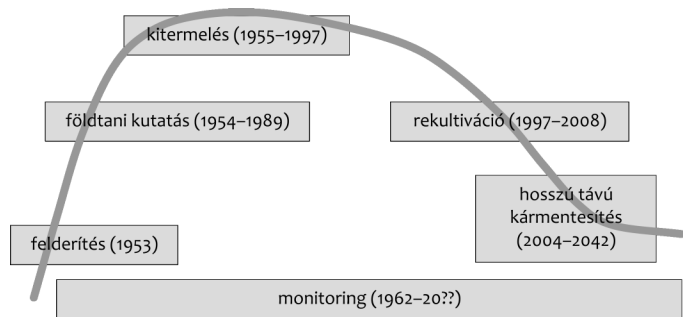 kitermelés (1955–1997)
földtani kutatás (1954–1989)
rekultiváció (1997–2008)
hosszú távú
kármentesítés
(2004–2042)
felderítés (1953)
monitoring (1962–20??)